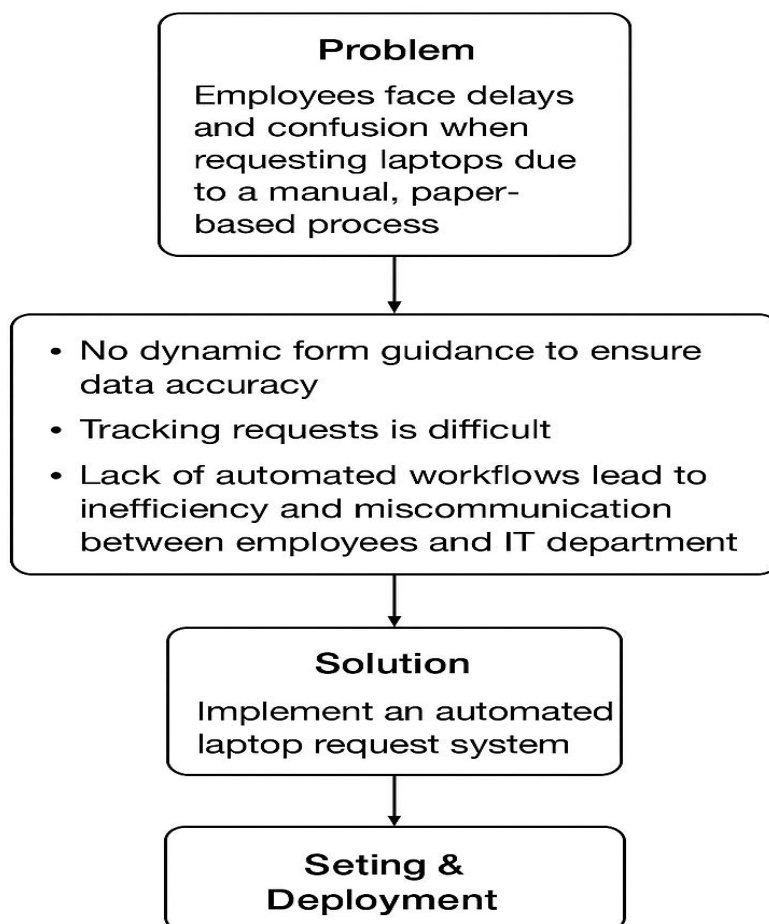 Problem
Employees face delays
and confusion when
requesting laptops due
to a manual, paper-
based process
• No dynamic form guidance to ensure
data accuracy
• Tracking requests is difficult
• Lack of automated workflows lead to
inefficiency and miscommunication
between employees and IT department
Solution
Implement an automated
laptop request system
Seting &
Deployment